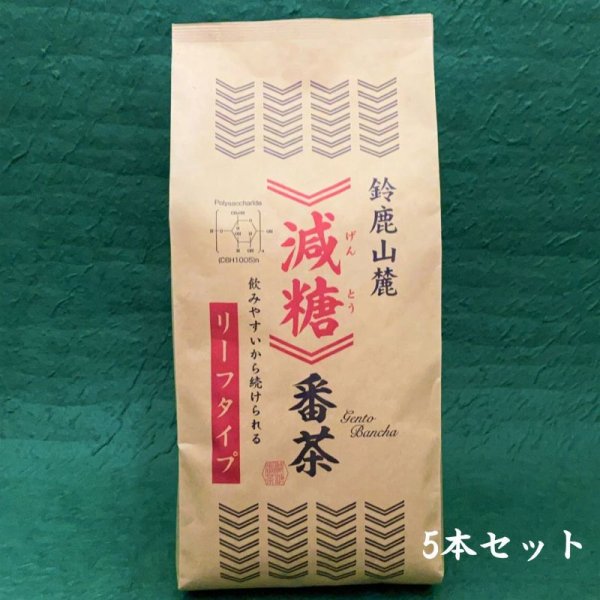 鈴鹿山麓
減糖
げんとう
番茶
Gento
Bancha
飲みやすいから続けられる
リーフタイプ
Polysaccharide
(C6H10O5)n
5本セット